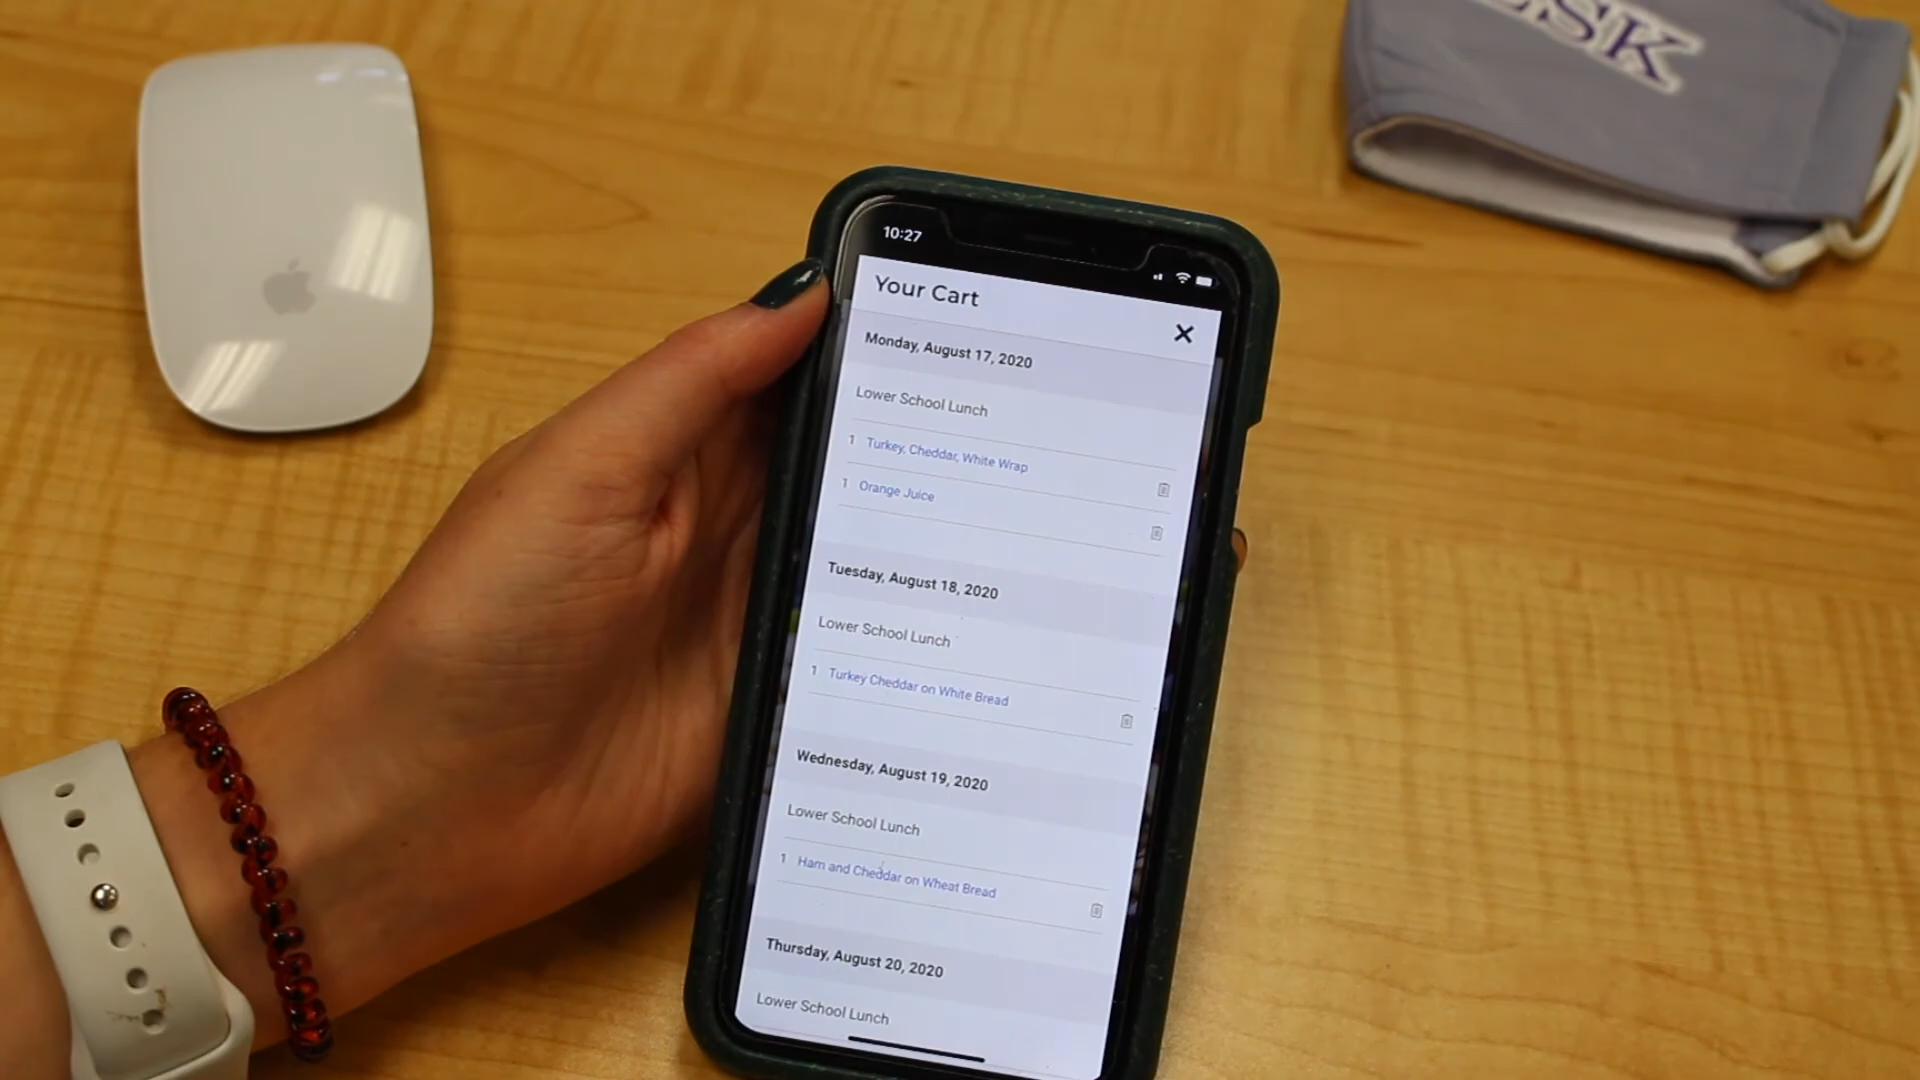 SK
10:27
Your Cart
Monday, August 17, 2020
Lower School Lunch
1 Turkey, Cheddar, White Wrap
1 Orange Juice
Tuesday, August 18, 2020
Lower School Lunch
1 Turkey Cheddar on White Bread
Wednesday, August 19, 2020
Lower School Lunch
1 Ham and Cheddar on Wheat Bread
Thursday, August 20, 2020
Lower School Lunch